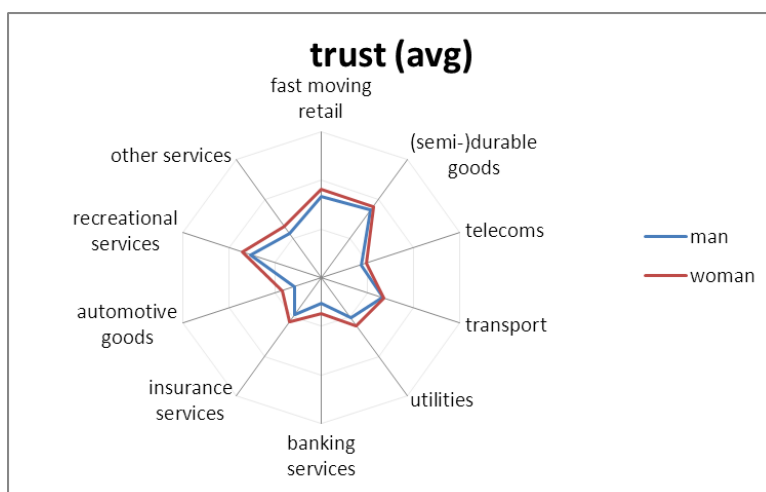 trust (avg)
fast moving
retail
(semi-)durable
goods
telecoms
transport
utilities
banking
services
insurance
services
automotive
goods
recreational
services
other services
man
woman